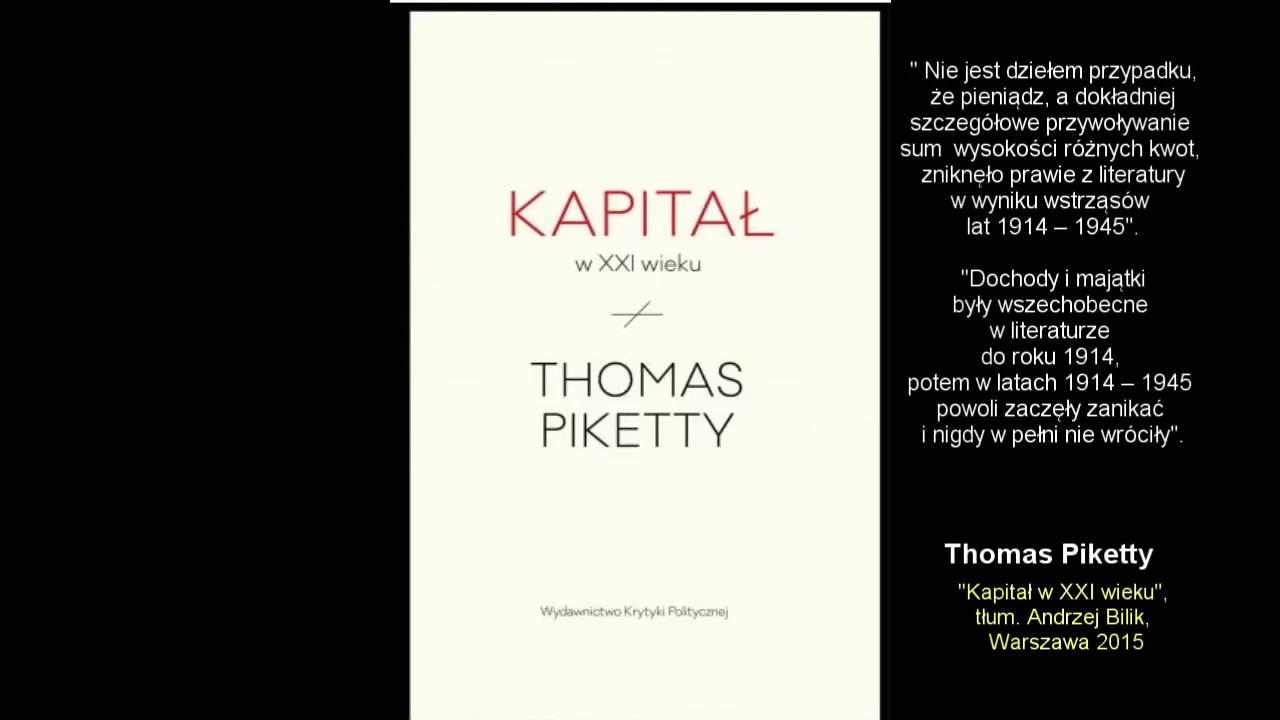 KAPITAŁ
w XXI wieku
THOMAS
PIKETTY
Wydawnictwo Krytyki Politycznej
" Nie jest dziełem przypadku,
że pieniądz, a dokładniej
szczegółowe przywoływanie
sum  wysokości różnych kwot,
zniknęło prawie z literatury
w wyniku wstrząsów
lat 1914 – 1945".
"Dochody i majątki
były wszechobecne
w literaturze
do roku 1914,
potem w latach 1914 – 1945
powoli zaczęły zanikać
i nigdy w pełni nie wróciły".
Thomas Piketty
"Kapitał w XXI wieku",
tłum. Andrzej Bilik,
Warszawa 2015